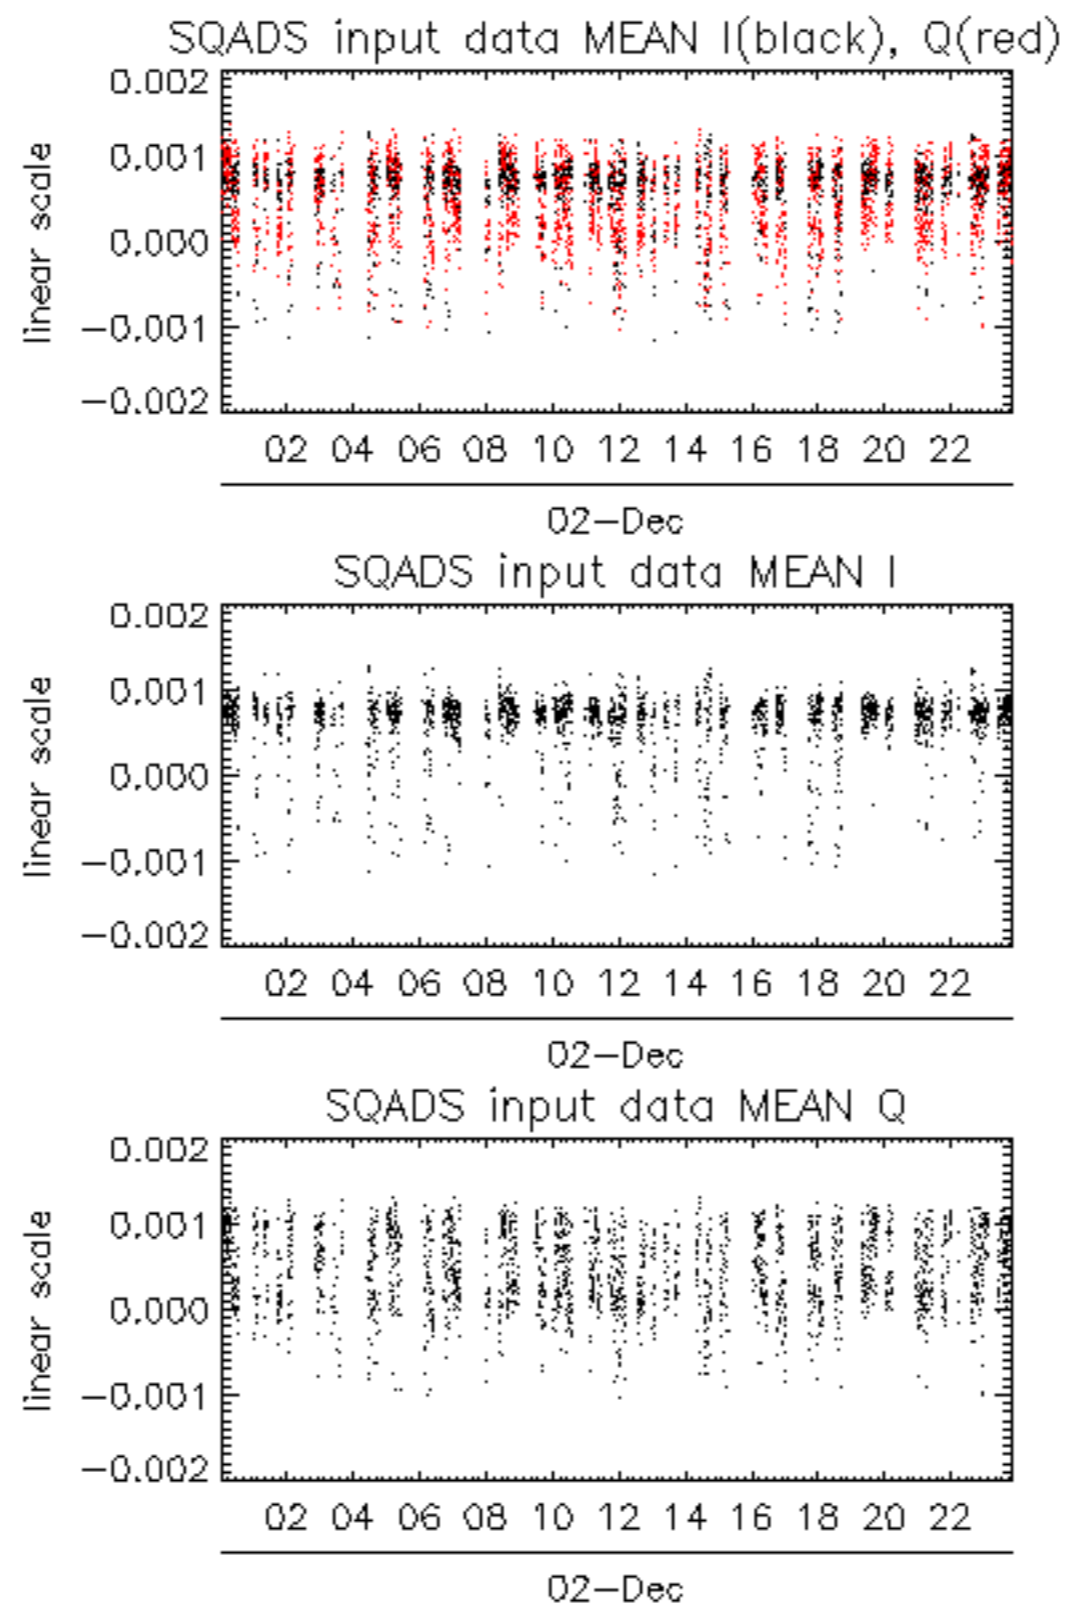 SQADS input data MEAN I(black), Q(red)
0.002
0.001
0.000
−0.001
−0.002
linear scale
02 04 06 08 10 12 14 16 18 20 22
02−Dec
SQADS input data MEAN I
0.002
0.001
0.000
−0.001
−0.002
linear scale
02 04 06 08 10 12 14 16 18 20 22
02−Dec
SQADS input data MEAN Q
0.002
0.001
0.000
−0.001
−0.002
linear scale
02 04 06 08 10 12 14 16 18 20 22
02−Dec